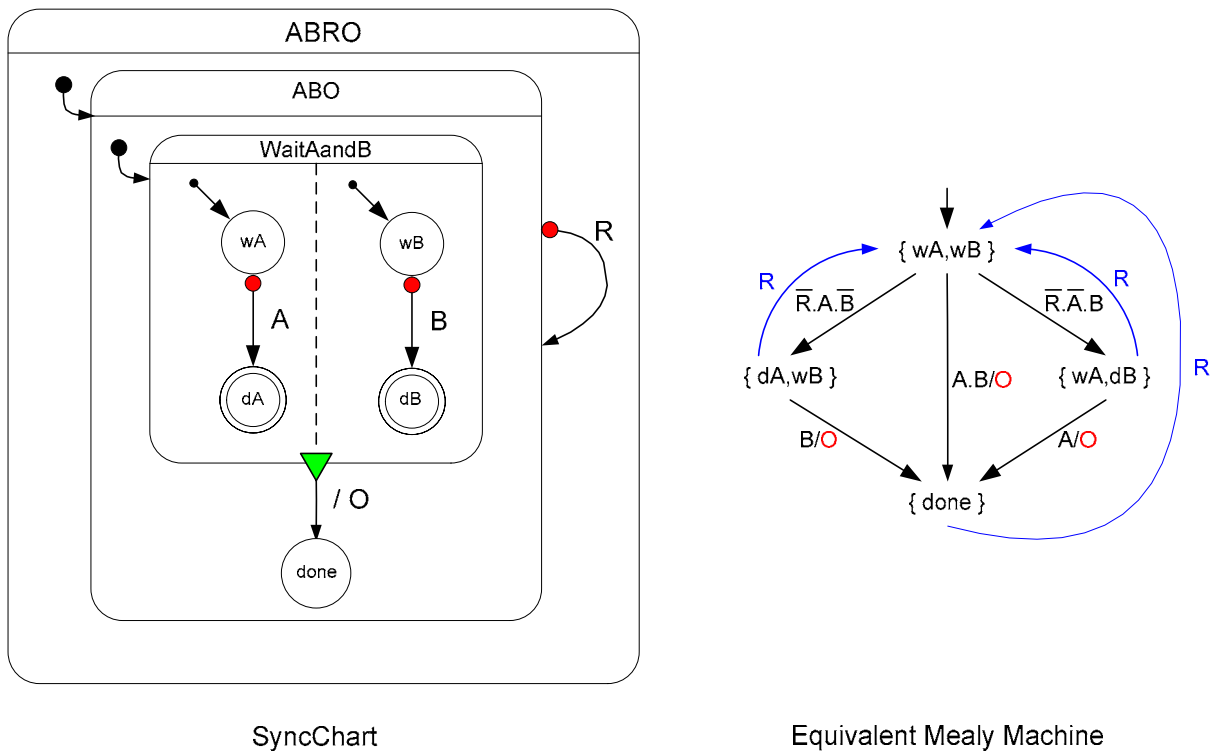 ABRO
ABO
WaitAandB
wA
wB
R
A
B
dA
dB
/ O
done
SyncChart
{ wA,wB }
R
R
R̅.A.B̅
R̅.A̅.B
{ dA,wB }
A.B/O
{ wA,dB }
R
B/O
A/O
{ done }
Equivalent Mealy Machine